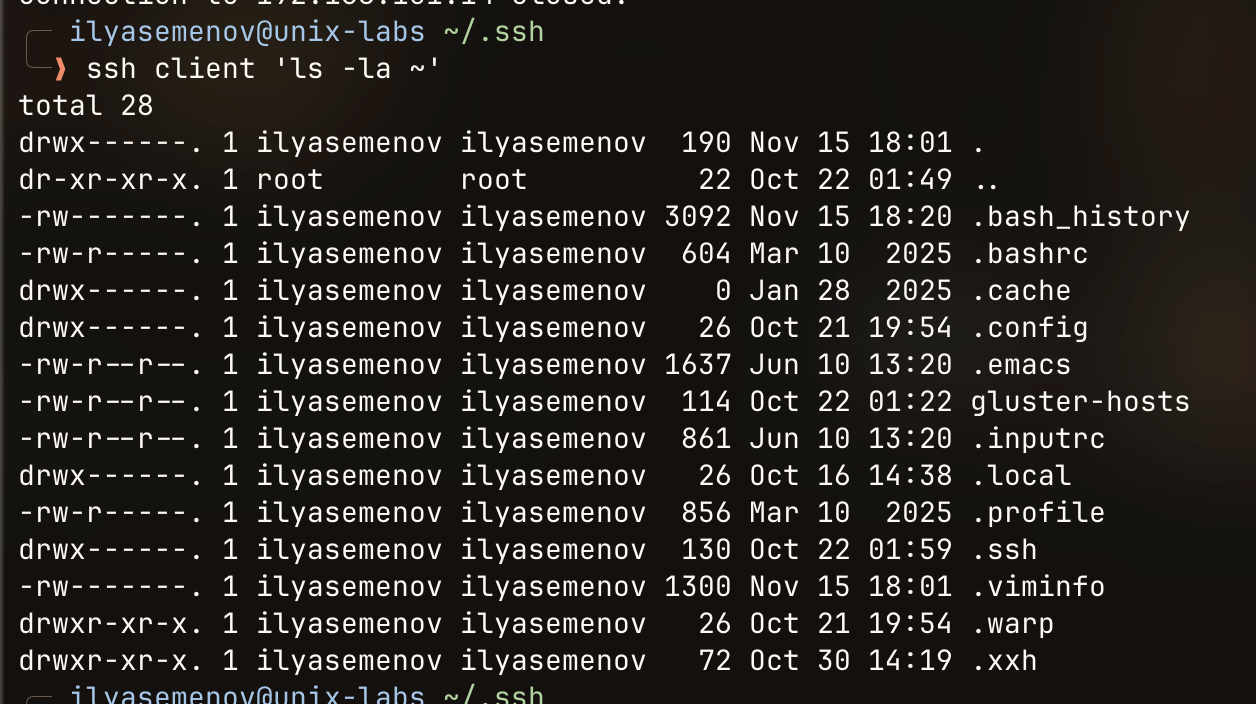 connection to 192.168.101.14 closed.
ilyasemenov@unix-labs ~/.ssh
❯ ssh client 'ls -la ~'
total 28
drwx------. 1 ilyasemenov ilyasemenov  190 Nov 15 18:01 .
dr-xr-xr-x. 1 root        root          22 Oct 22 01:49 ..
-rw-------. 1 ilyasemenov ilyasemenov 3092 Nov 15 18:20 .bash_history
-rw-r-----. 1 ilyasemenov ilyasemenov  604 Mar 10  2025 .bashrc
drwx------. 1 ilyasemenov ilyasemenov    0 Jan 28  2025 .cache
drwx------. 1 ilyasemenov ilyasemenov   26 Oct 21 19:54 .config
-rw-r--r--. 1 ilyasemenov ilyasemenov 1637 Jun 10 13:20 .emacs
-rw-r--r--. 1 ilyasemenov ilyasemenov  114 Oct 22 01:22 gluster-hosts
-rw-r--r--. 1 ilyasemenov ilyasemenov  861 Jun 10 13:20 .inputrc
drwx------. 1 ilyasemenov ilyasemenov   26 Oct 16 14:38 .local
-rw-r-----. 1 ilyasemenov ilyasemenov  856 Mar 10  2025 .profile
drwx------. 1 ilyasemenov ilyasemenov  130 Oct 22 01:59 .ssh
-rw-------. 1 ilyasemenov ilyasemenov 1300 Nov 15 18:01 .viminfo
drwxr-xr-x. 1 ilyasemenov ilyasemenov   26 Oct 21 19:54 .warp
drwxr-xr-x. 1 ilyasemenov ilyasemenov   72 Oct 30 14:19 .xxh
ilyasemenov@unix-labs ~/.ssh